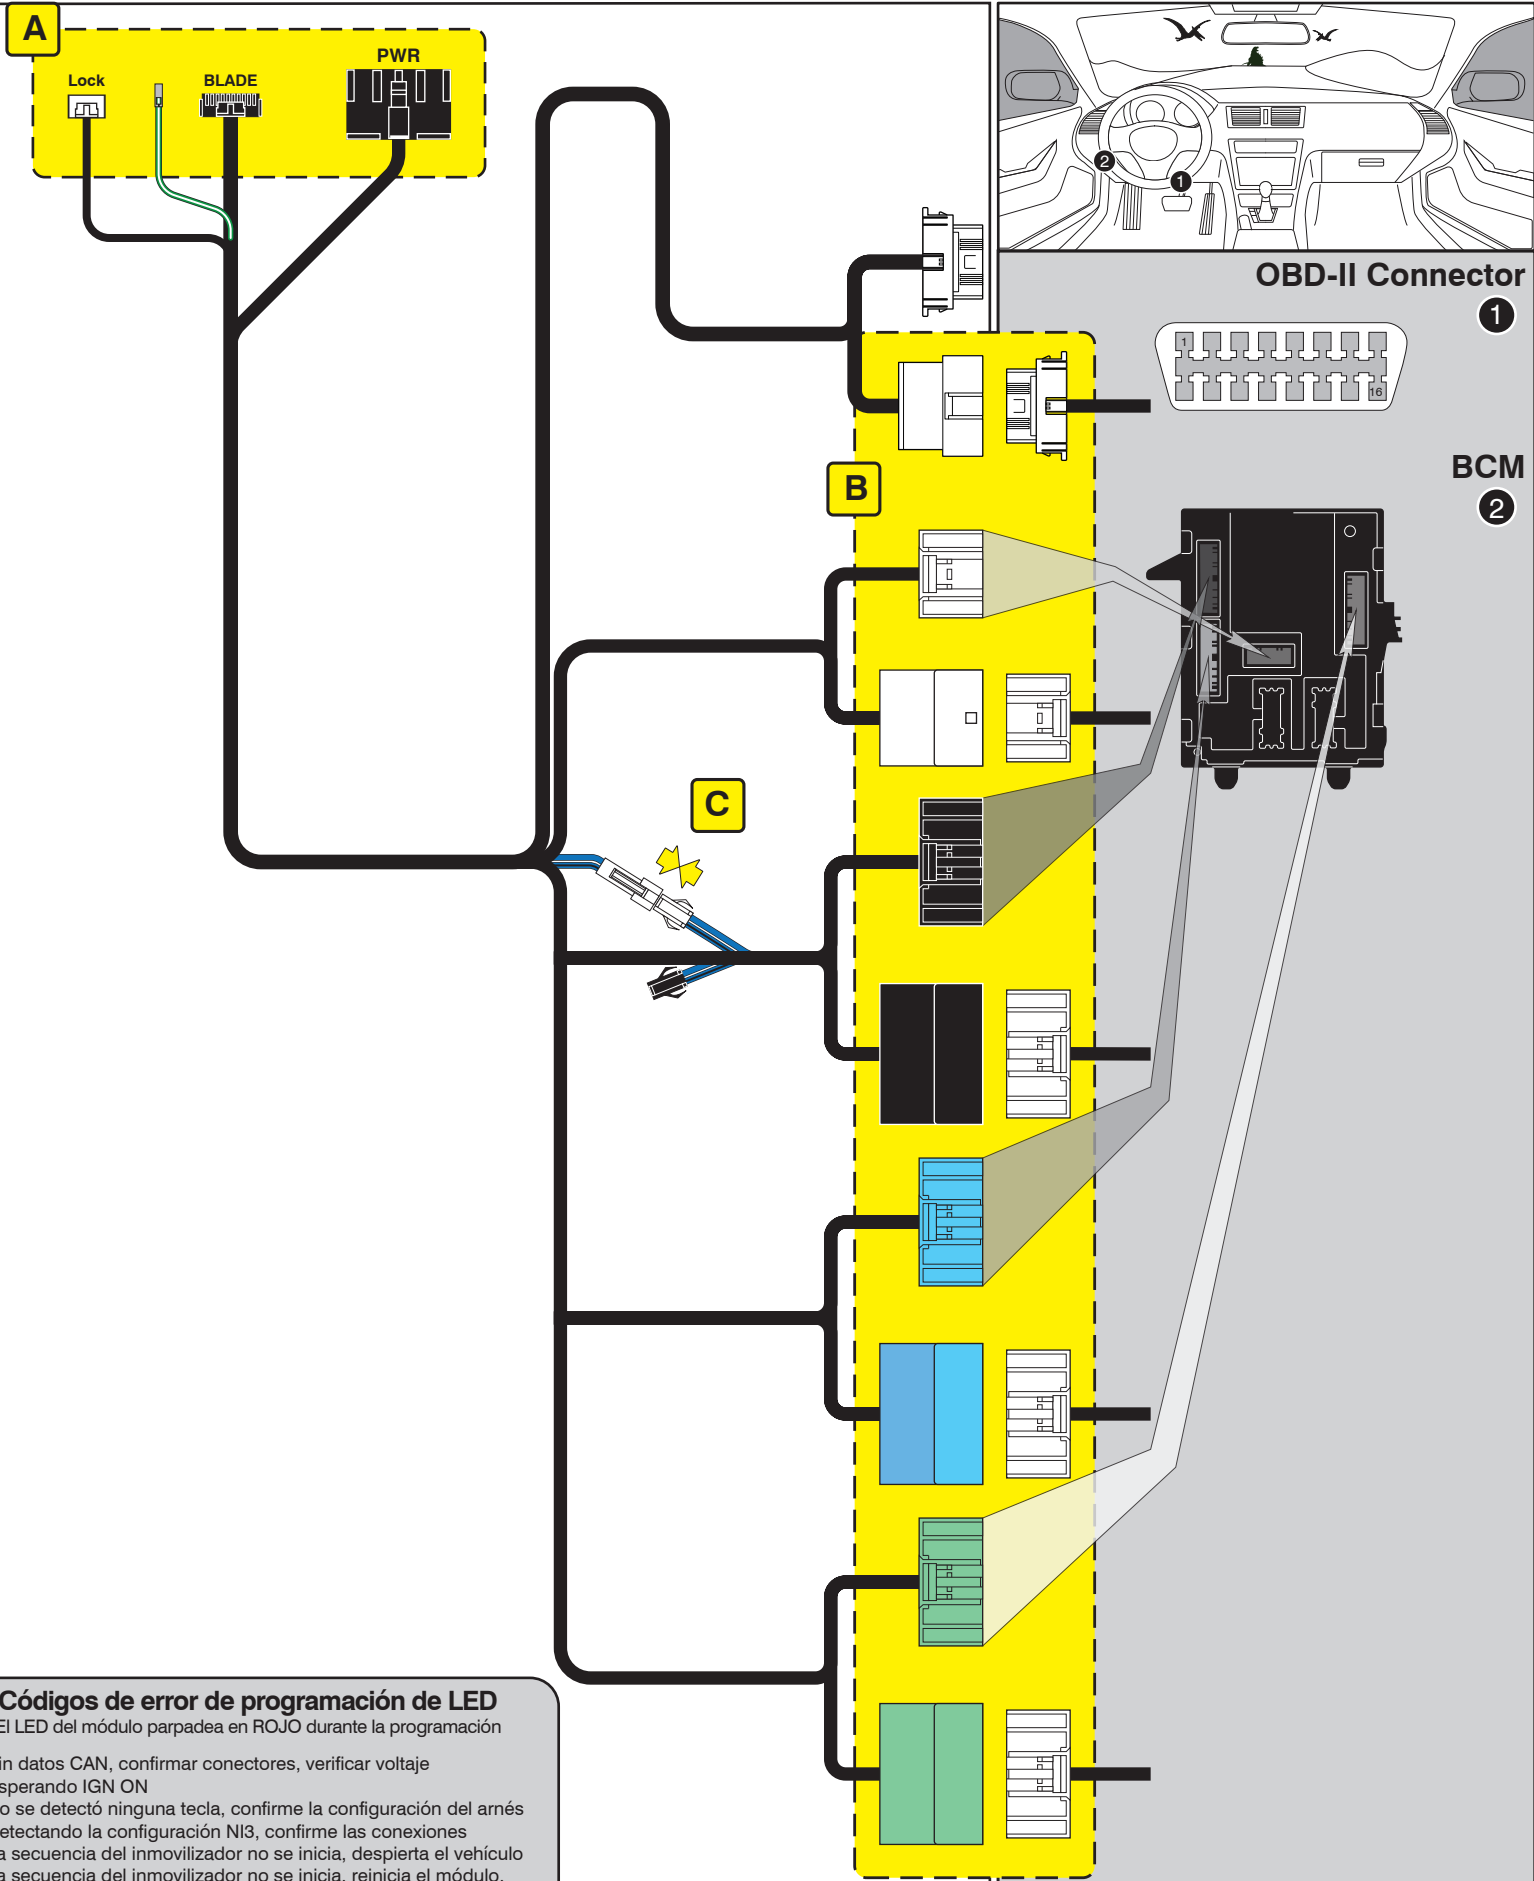 A
Lock
BLADE
PWR
2
1
OBD-II Connector
1
1
16
BCM
2
B
C
Códigos de error de programación de LED
El LED del módulo parpadea en ROJO durante la programación
in datos CAN, confirmar conectores, verificar voltaje
sperando IGN ON
o se detectó ninguna tecla, confirme la configuración del arnés
etectando la configuración NI3, confirme las conexiones
a secuencia del inmovilizador no se inicia, despierta el vehículo
a secuencia del inmovilizador no se inicia, reinicia el módulo,